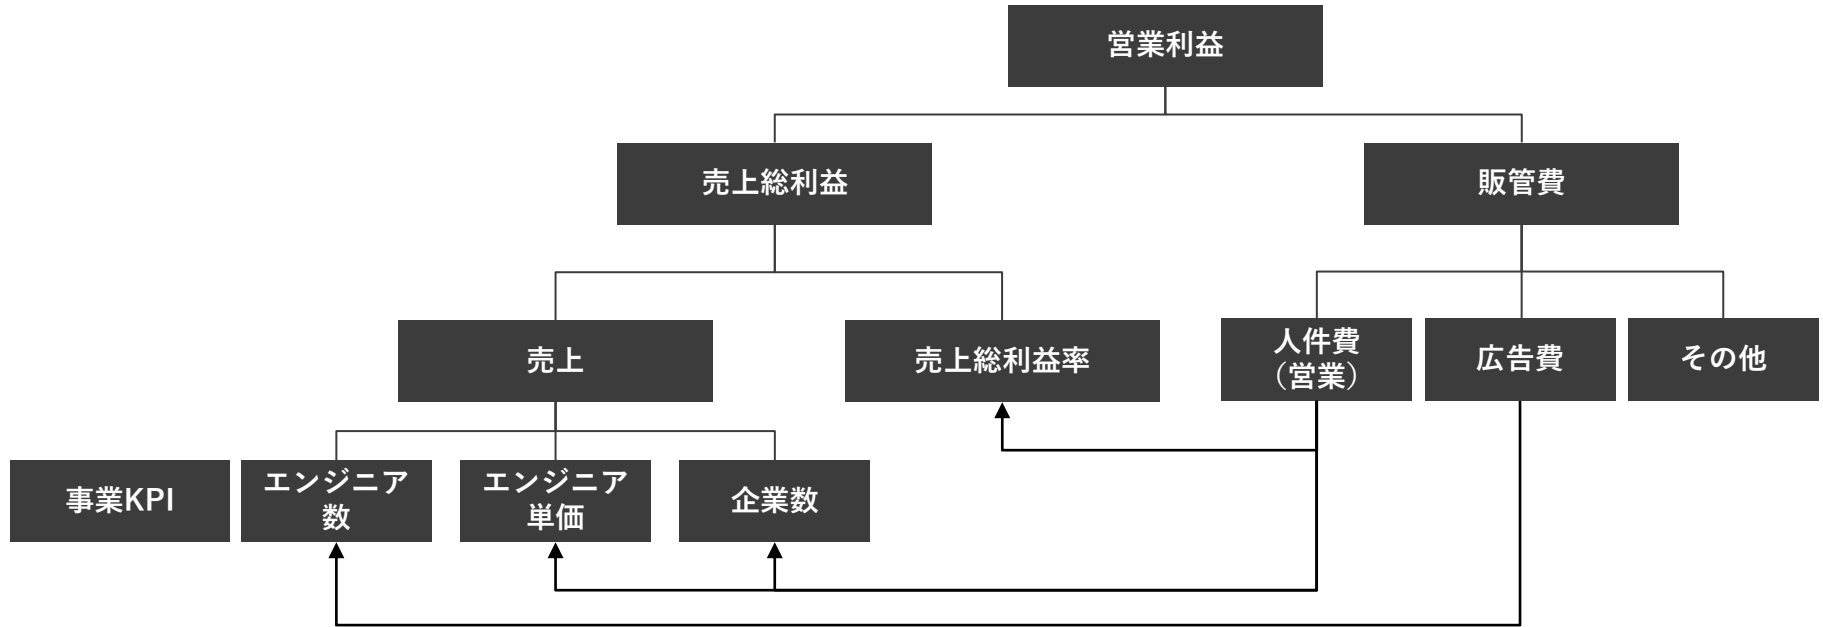 営業利益
売上総利益
販管費
売上
売上総利益率
人件費
（営業）
広告費
その他
事業KPI
エンジニア
数
エンジニア
単価
企業数